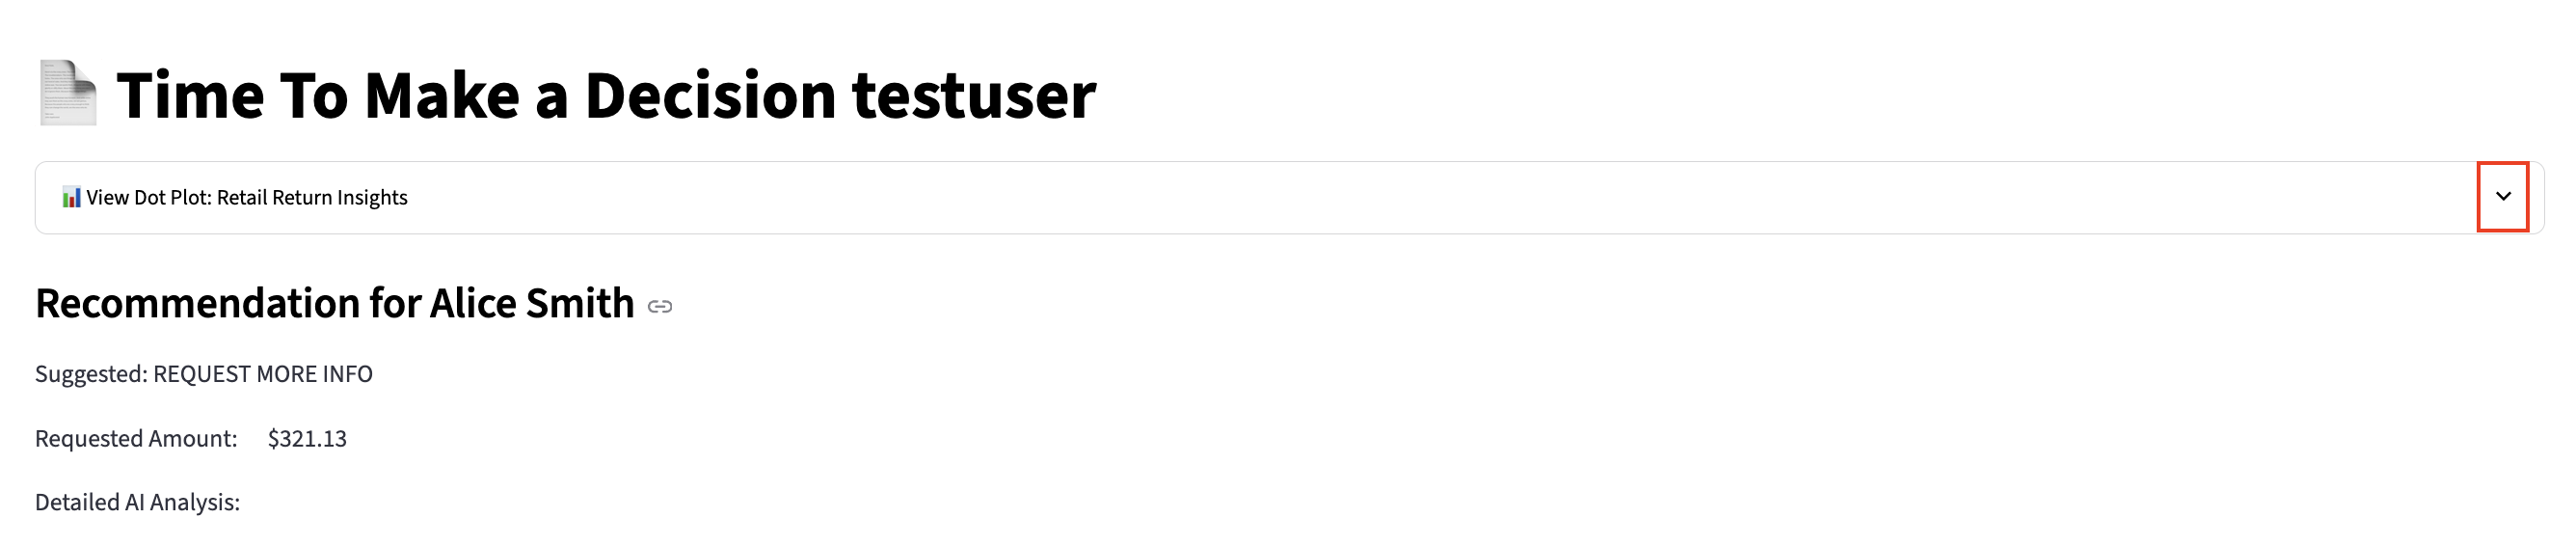 Time To Make a Decision testuser
View Dot Plot: Retail Return Insights
Recommendation for Alice Smith
Suggested: REQUEST MORE INFO
Requested Amount: $321.13
Detailed AI Analysis: